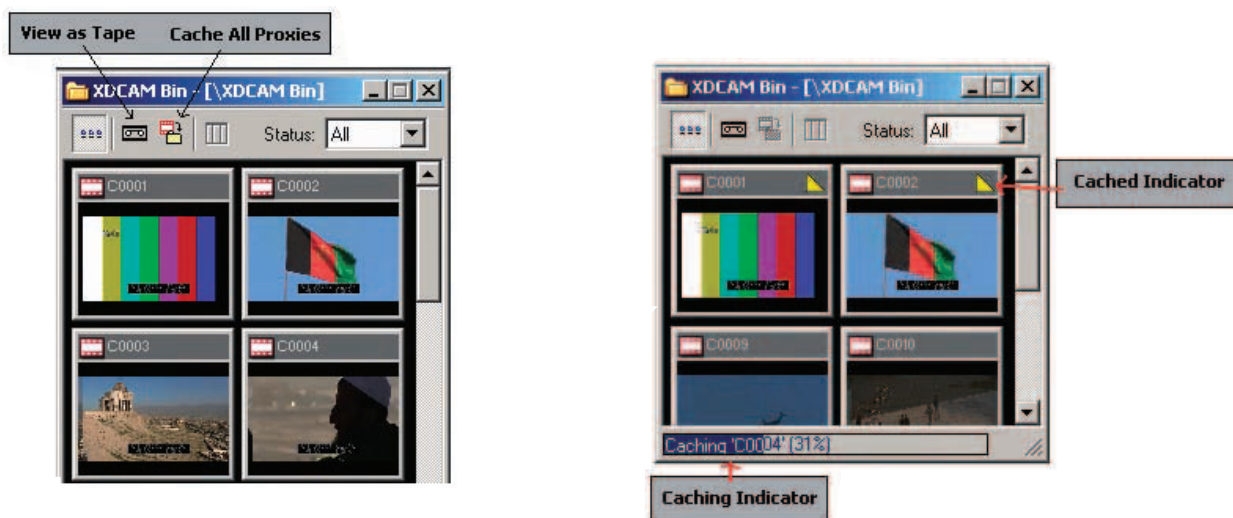 View as Tape
Cache All Proxies
XDCAM Bin - [\XDCAM Bin]
Status: All
C0001
C0002
C0003
C0004
XDCAM Bin - [\XDCAM Bin]
Status: All
C0001
C0002
Cached Indicator
C0009
C0010
Caching 'C0004' (31%)
Caching Indicator